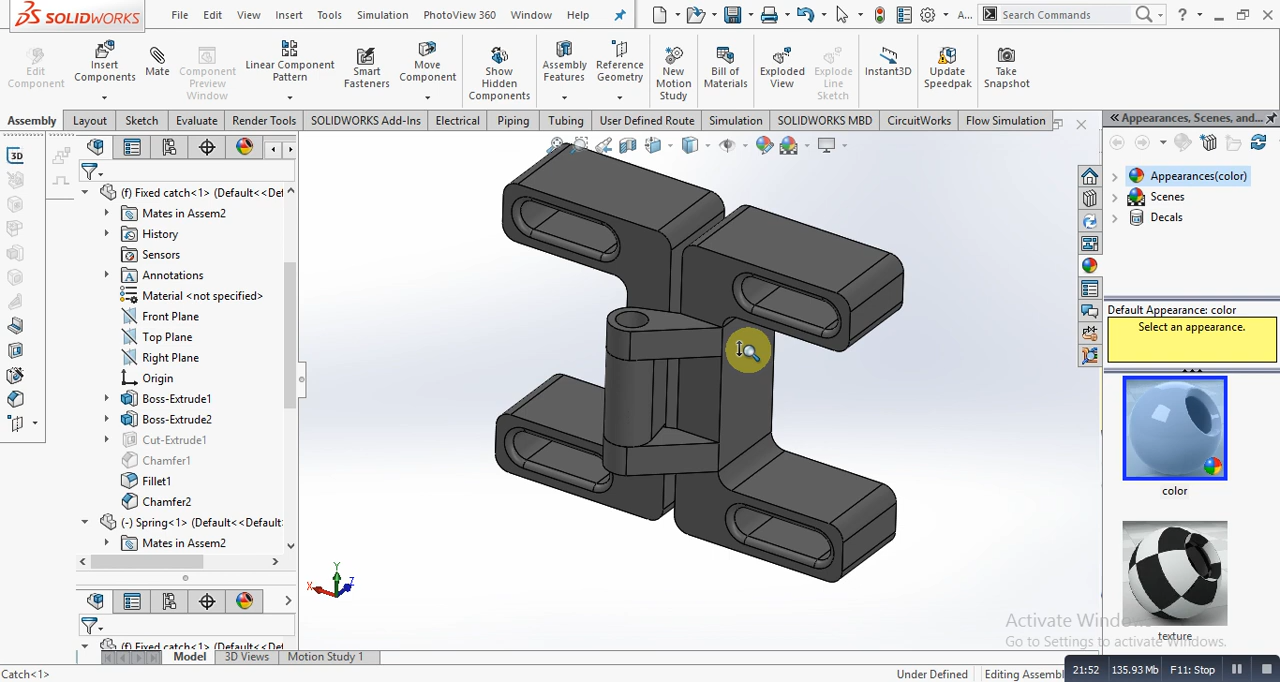 SOLIDWORKS
File Edit View Insert Tools Simulation PhotoView 360 Window Help
A... Search Commands ?
Edit Component
Insert Components
Mate
Component Preview Window
Linear Component Pattern
Smart Fasteners
Move Component
Show Hidden Components
Assembly Features
Reference Geometry
New Motion Study
Bill of Materials
Exploded View
Explode Line Sketch
Instant3D
Update Speedpak
Take Snapshot
Assembly Layout Sketch Evaluate Render Tools SOLIDWORKS Add-Ins Electrical Piping Tubing User Defined Route Simulation SOLIDWORKS MBD CircuitWorks Flow Simulation
Appearances, Scenes, and...
3D
(f) Fixed catch<1> (Default<<Def
Mates in Assem2
History
Sensors
Annotations
Material <not specified>
Front Plane
Top Plane
Right Plane
Origin
Boss-Extrude1
Boss-Extrude2
Cut-Extrude1
Chamfer1
Fillet1
Chamfer2
(-) Spring<1> (Default<<Default
Mates in Assem2
(f) Fixed catch<1> (Default<<Def
Appearances(color)
Scenes
Decals
Default Appearance: color
Select an appearance.
color
texture
Y
X
Z
Activate Windows
Go to Settings to activate Windows.
Model 3D Views Motion Study 1
Catch<1>
Under Defined Editing Assembl
21:52 135.93 Mb F11: Stop